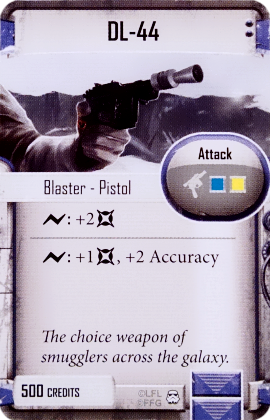 DL-44
Attack
Blaster - Pistol
: +2
: +1, +2 Accuracy
The choice weapon of
smugglers across the galaxy.
500 CREDITS
©LFL
©FFG